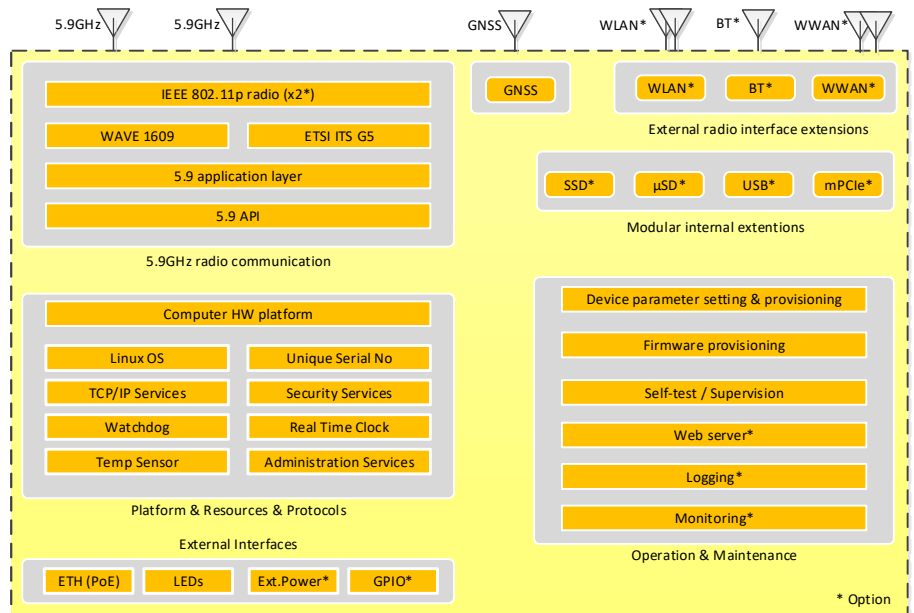 5.9GHz
5.9GHz
GNSS
WLAN*
BT*
WWAN*
IEEE 802.11p radio (x2*)
WAVE 1609
ETSI ITS G5
5.9 application layer
5.9 API
5.9GHz radio communication
GNSS
WLAN*
BT*
WWAN*
External radio interface extensions
SSD*
µSD*
USB*
mPCIe*
Modular internal extentions
Computer HW platform
Linux OS
Unique Serial No
TCP/IP Services
Security Services
Watchdog
Real Time Clock
Temp Sensor
Administration Services
Platform & Resources & Protocols
Device parameter setting & provisioning
Firmware provisioning
Self-test / Supervision
Web server*
Logging*
Monitoring*
Operation & Maintenance
External Interfaces
ETH (PoE)
LEDs
Ext.Power*
GPIO*
* Option